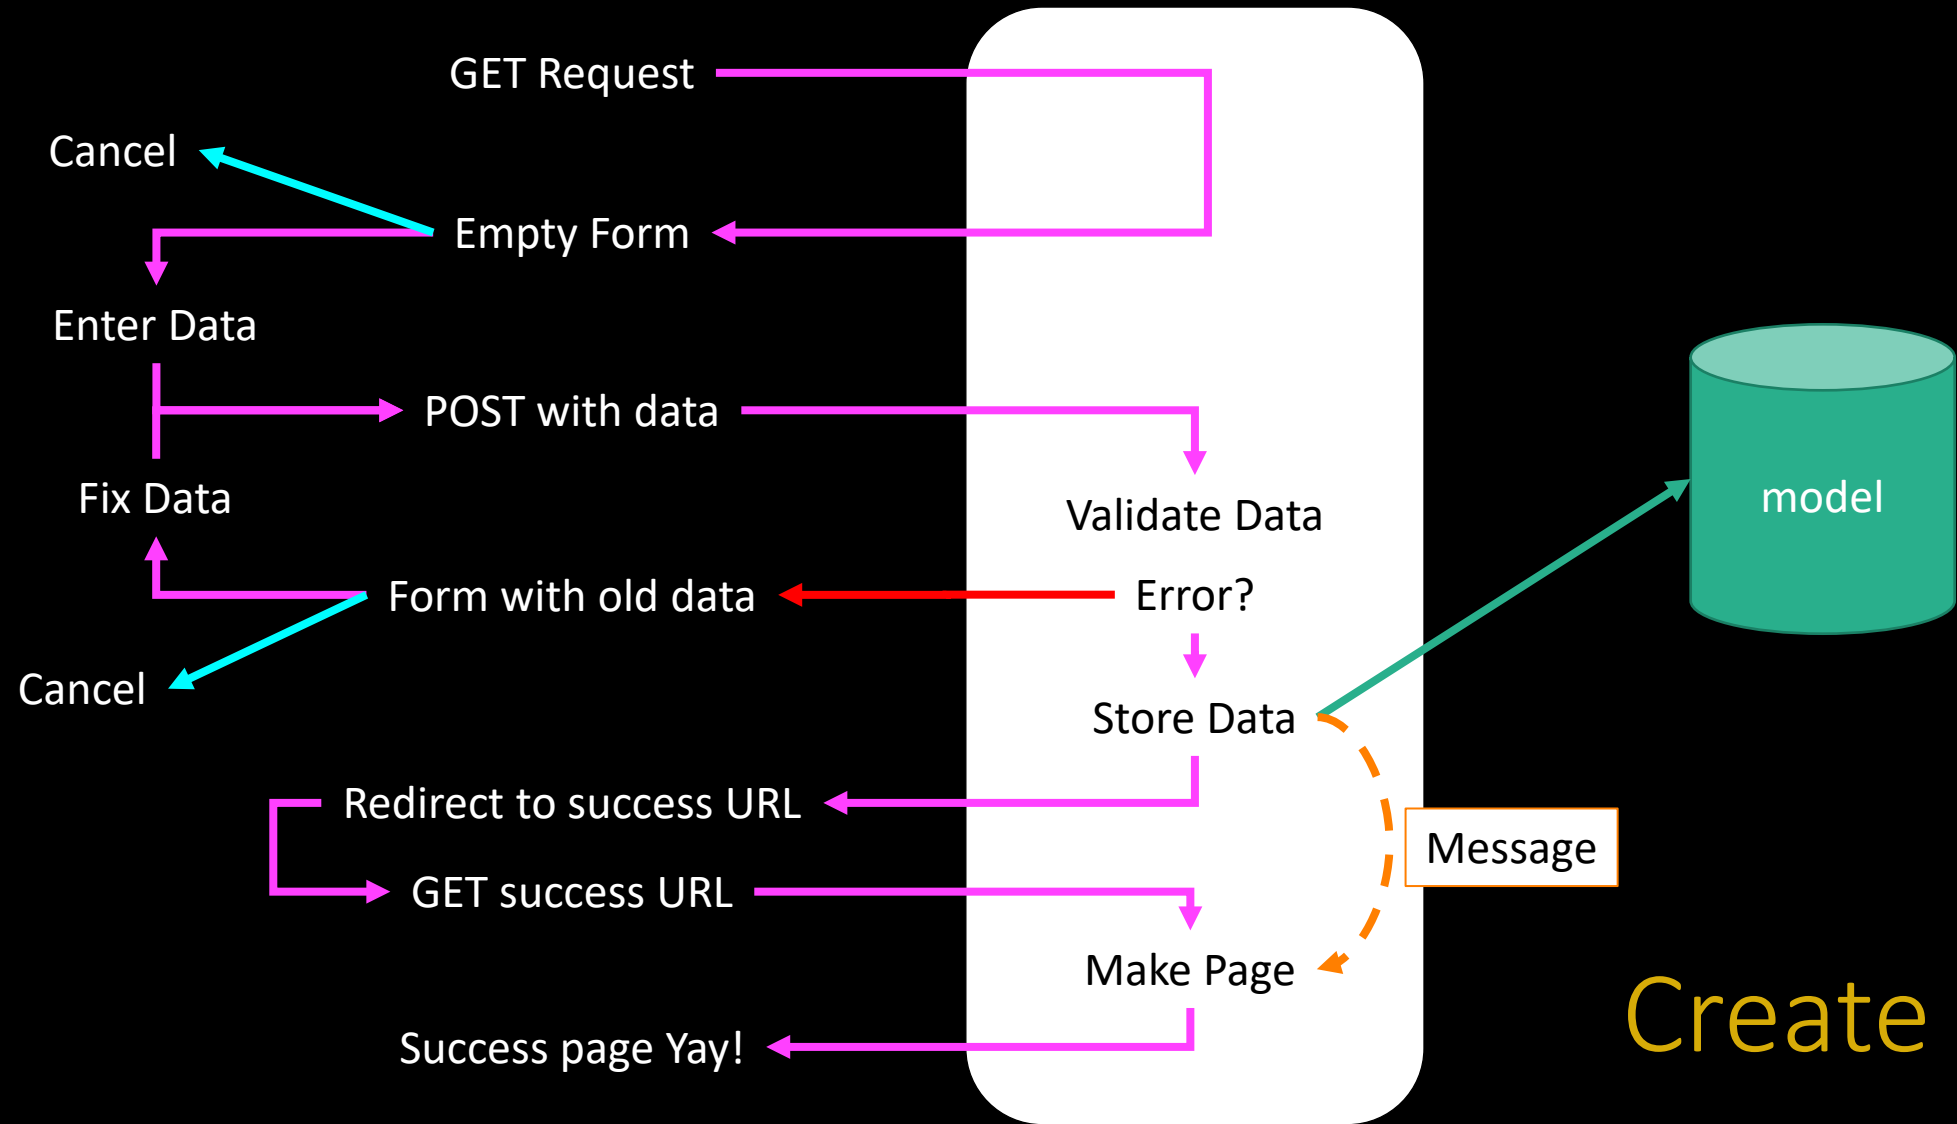 GET Request
Cancel
Empty Form
Enter Data
POST with data
Fix Data
Validate Data
model
Form with old data
Error?
Cancel
Store Data
Redirect to success URL
Message
GET success URL
Make Page
Create
Success page Yay!